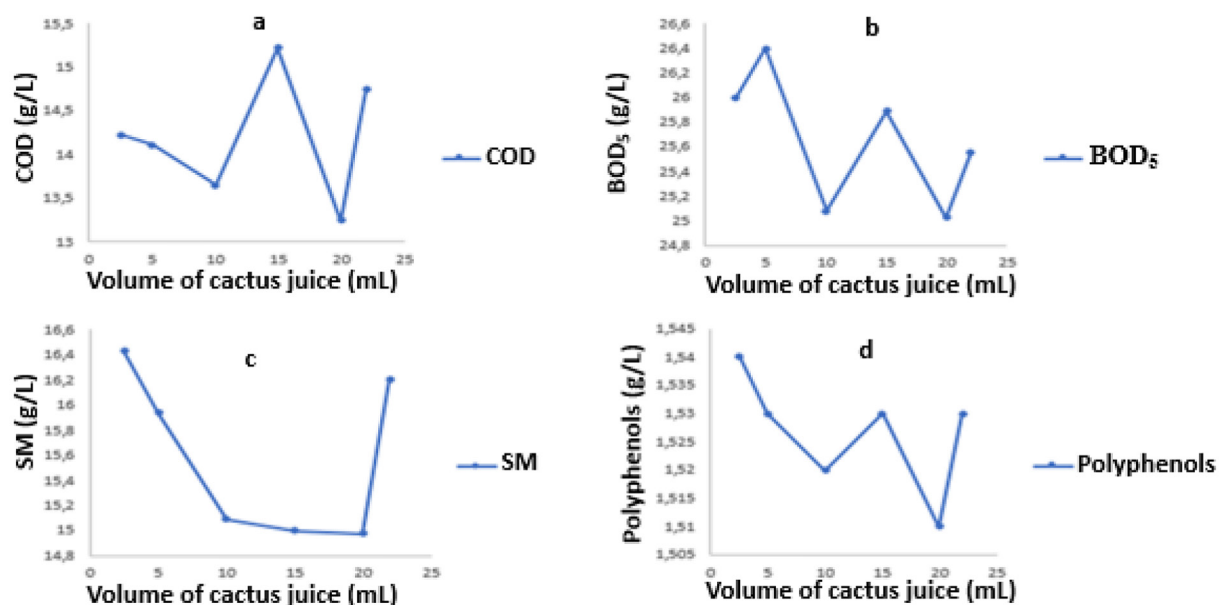 a
COD (g/L)
15,5
15
14,5
14
13,5
13
0 5 10 15 20 25
Volume of cactus juice (mL)
COD
b
BOD₅ (g/L)
26,6
26,4
26,2
26
25,8
25,6
25,4
25,2
25
24,8
0 5 10 15 20 25
Volume of cactus juice (mL)
BOD₅
c
SM (g/L)
16,6
16,4
16,2
16
15,8
15,6
15,4
15,2
15
14,8
0 5 10 15 20 25
Volume of cactus juice (mL)
SM
d
Polyphenols (g/L)
1,545
1,54
1,535
1,53
1,525
1,52
1,515
1,51
1,505
0 5 10 15 20 25
Volume of cactus juice (mL)
Polyphenols